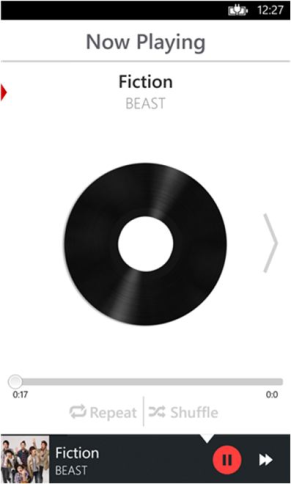 12:27
Now Playing
Fiction
BEAST
0:17
0:0
Repeat
Shuffle
Fiction
BEAST